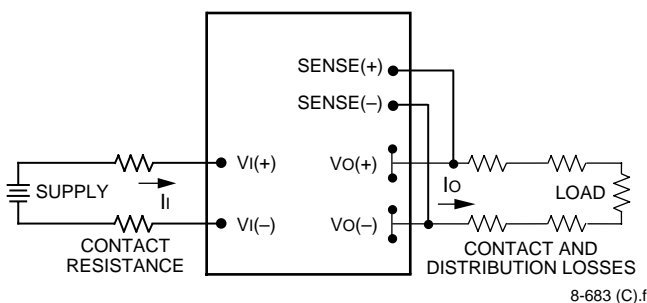 SENSE(+)
SENSE(–)
VI(+)
VO(+)
IO
SUPPLY
II
LOAD
VI(–)
VO(–)
CONTACT
RESISTANCE
CONTACT AND
DISTRIBUTION LOSSES
8-683 (C).f